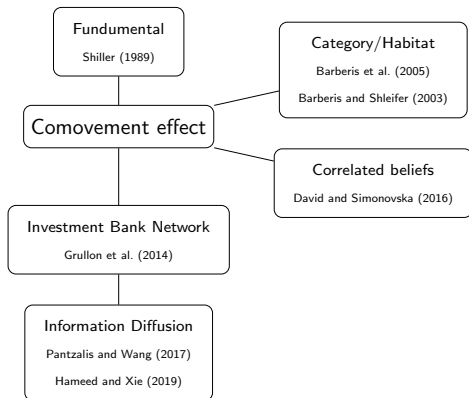 Fundumental
Shiller (1989)
Category/Habitat
Barberis et al. (2005)
Barberis and Shleifer (2003)
Comovement effect
Correlated beliefs
David and Simonovska (2016)
Investment Bank Network
Grullon et al. (2014)
Information Diffusion
Pantzalis and Wang (2017)
Hameed and Xie (2019)